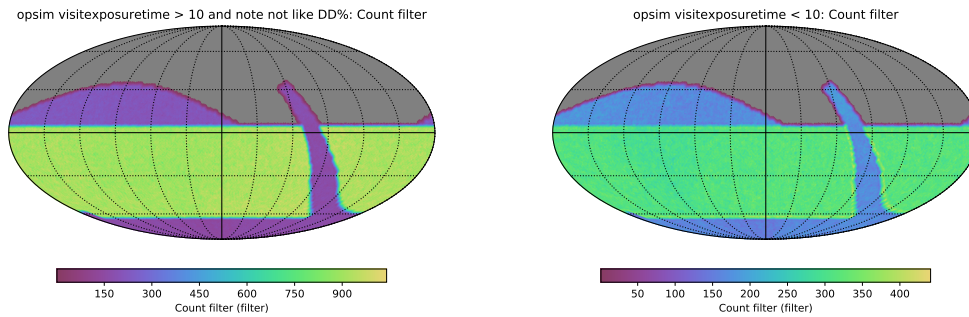 opsim visitexposuretime > 10 and note not like DD%: Count filter
150 300 450 600 750 900
Count filter (filter)
opsim visitexposuretime < 10: Count filter
50 100 150 200 250 300 350 400
Count filter (filter)